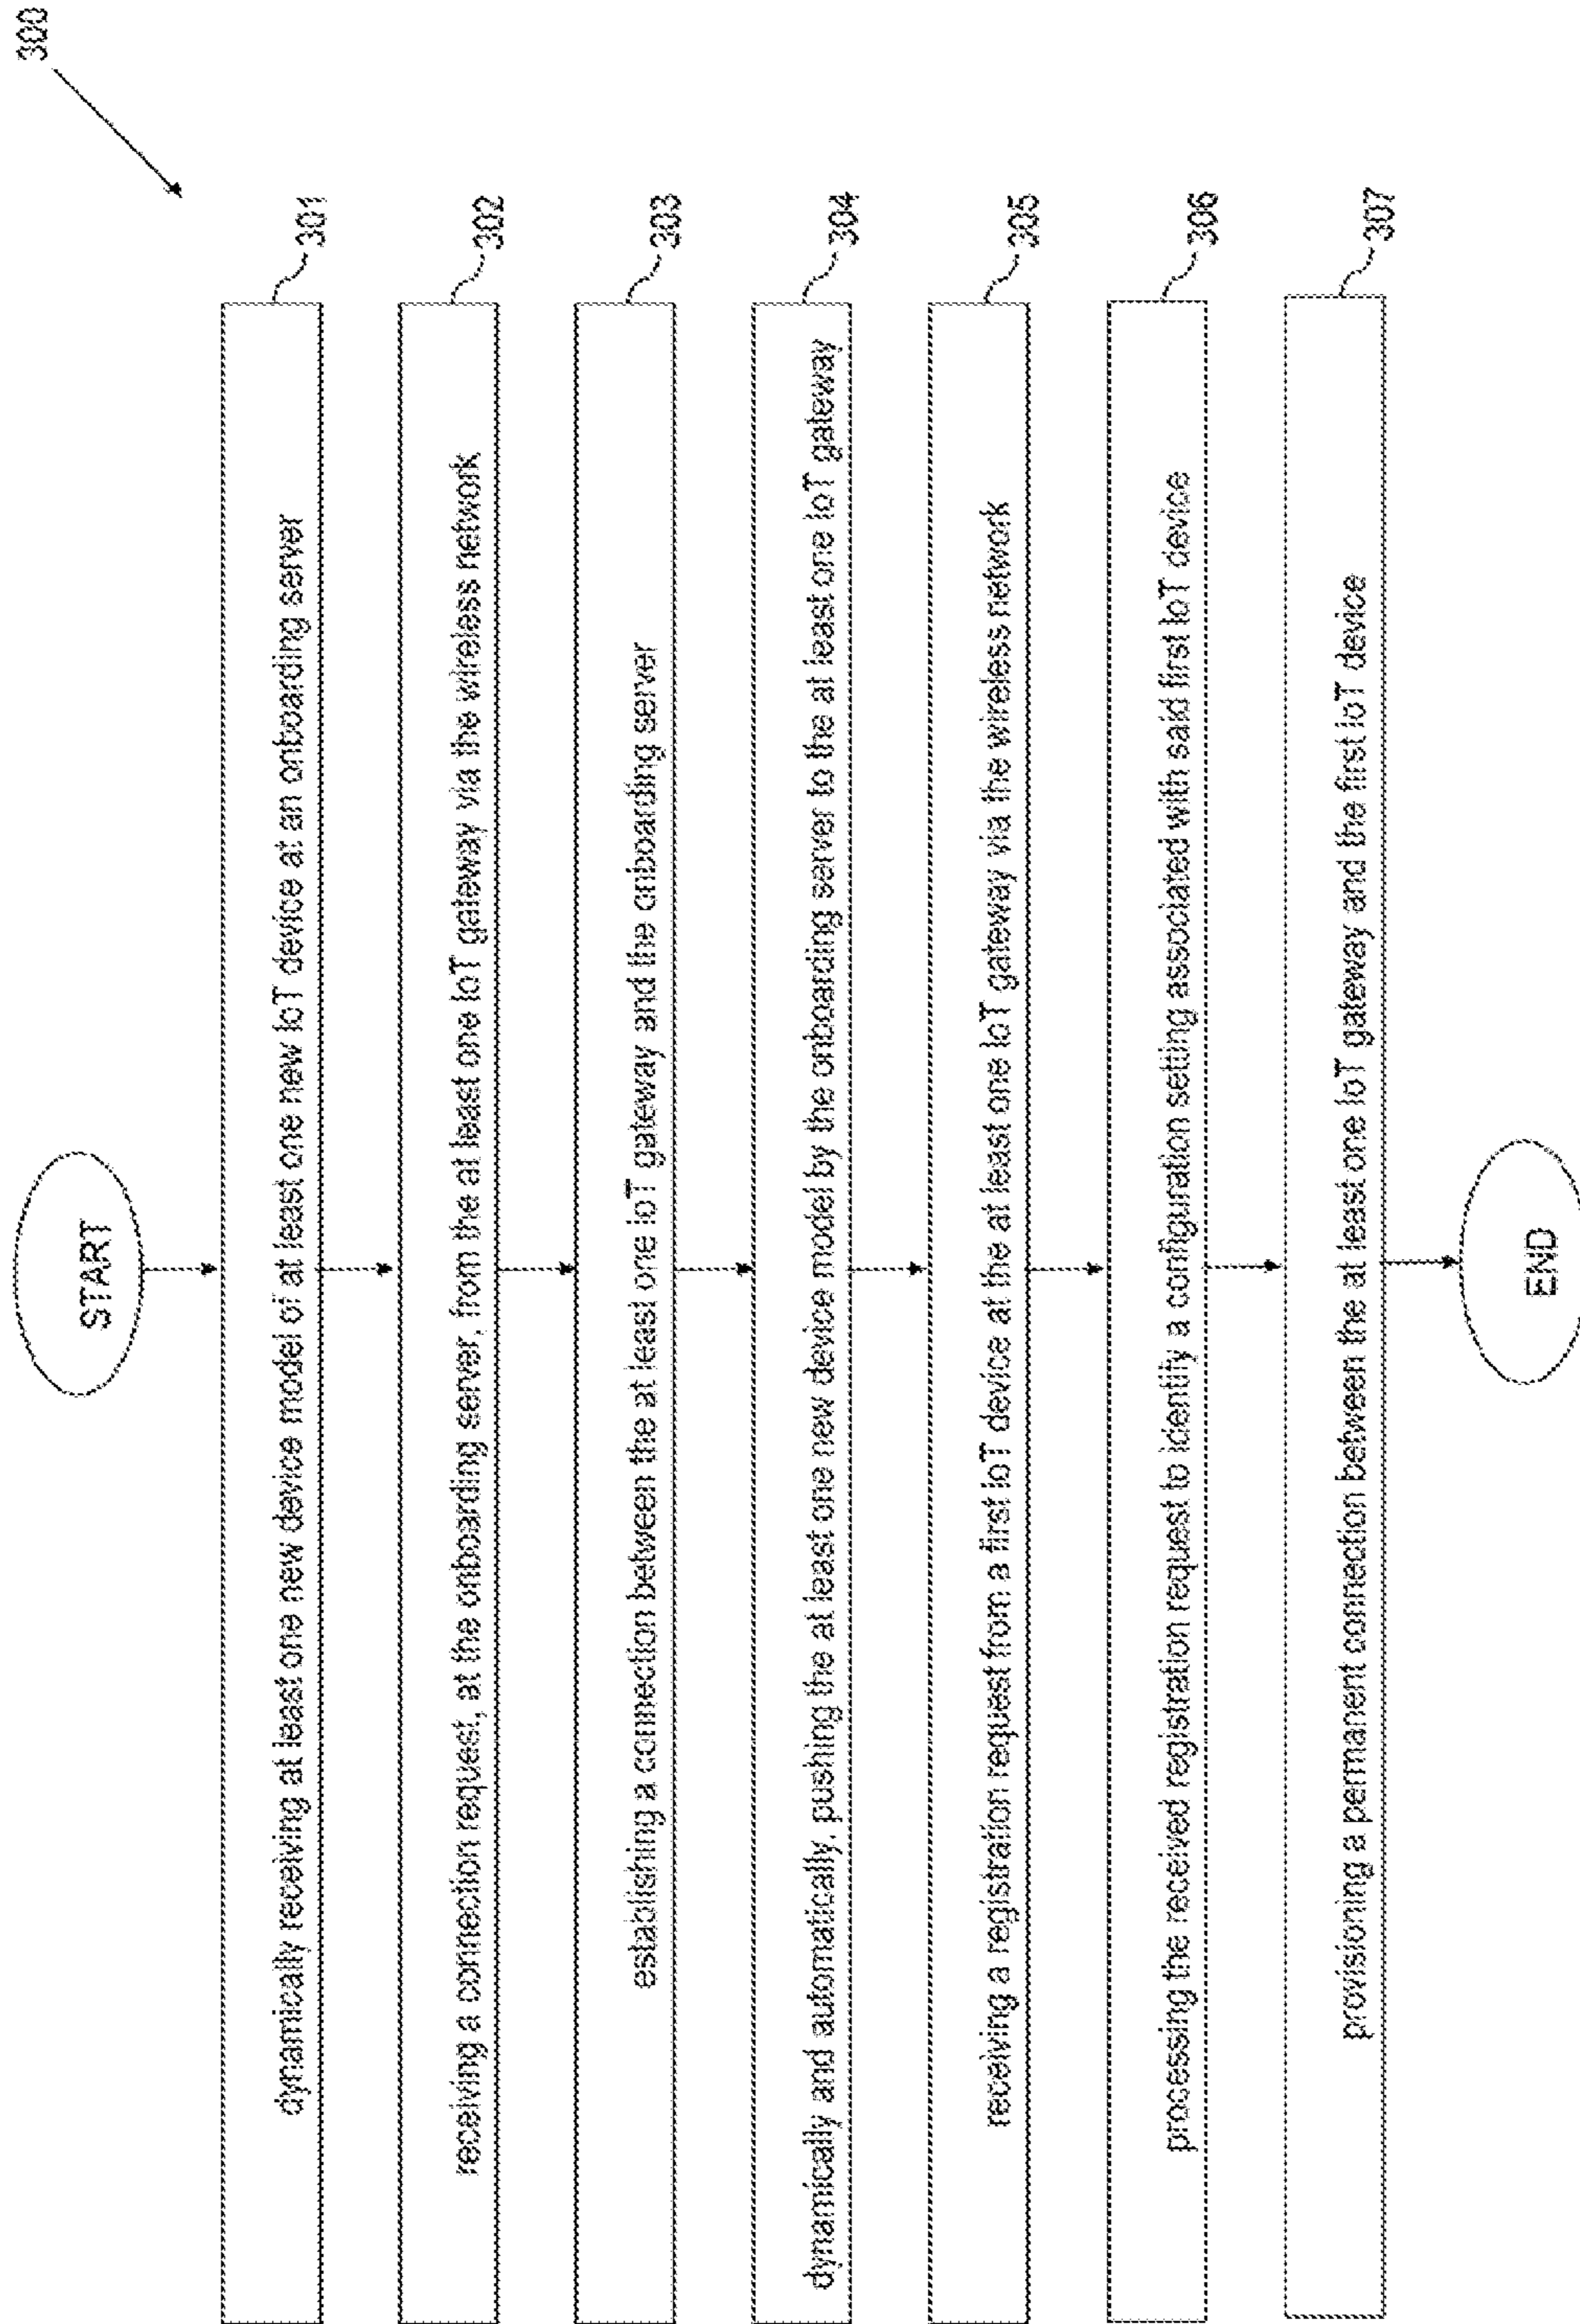 300
START
dynamically receiving at least one new device model of at least one new IoT device at an onboarding server
301
receiving a connection request, at the onboarding server, from the at least one IoT gateway via the wireless network
302
establishing a connection between the at least one IoT gateway and the onboarding server
303
dynamically and automatically, pushing the at least one new device model by the onboarding server to the at least one IoT gateway
304
receiving a registration request from a first IoT device at the at least one IoT gateway via the wireless network
305
processing the received registration request to identify a configuration setting associated with said first IoT device
306
provisioning a permanent connection between the at least one IoT gateway and the first IoT device
307
END